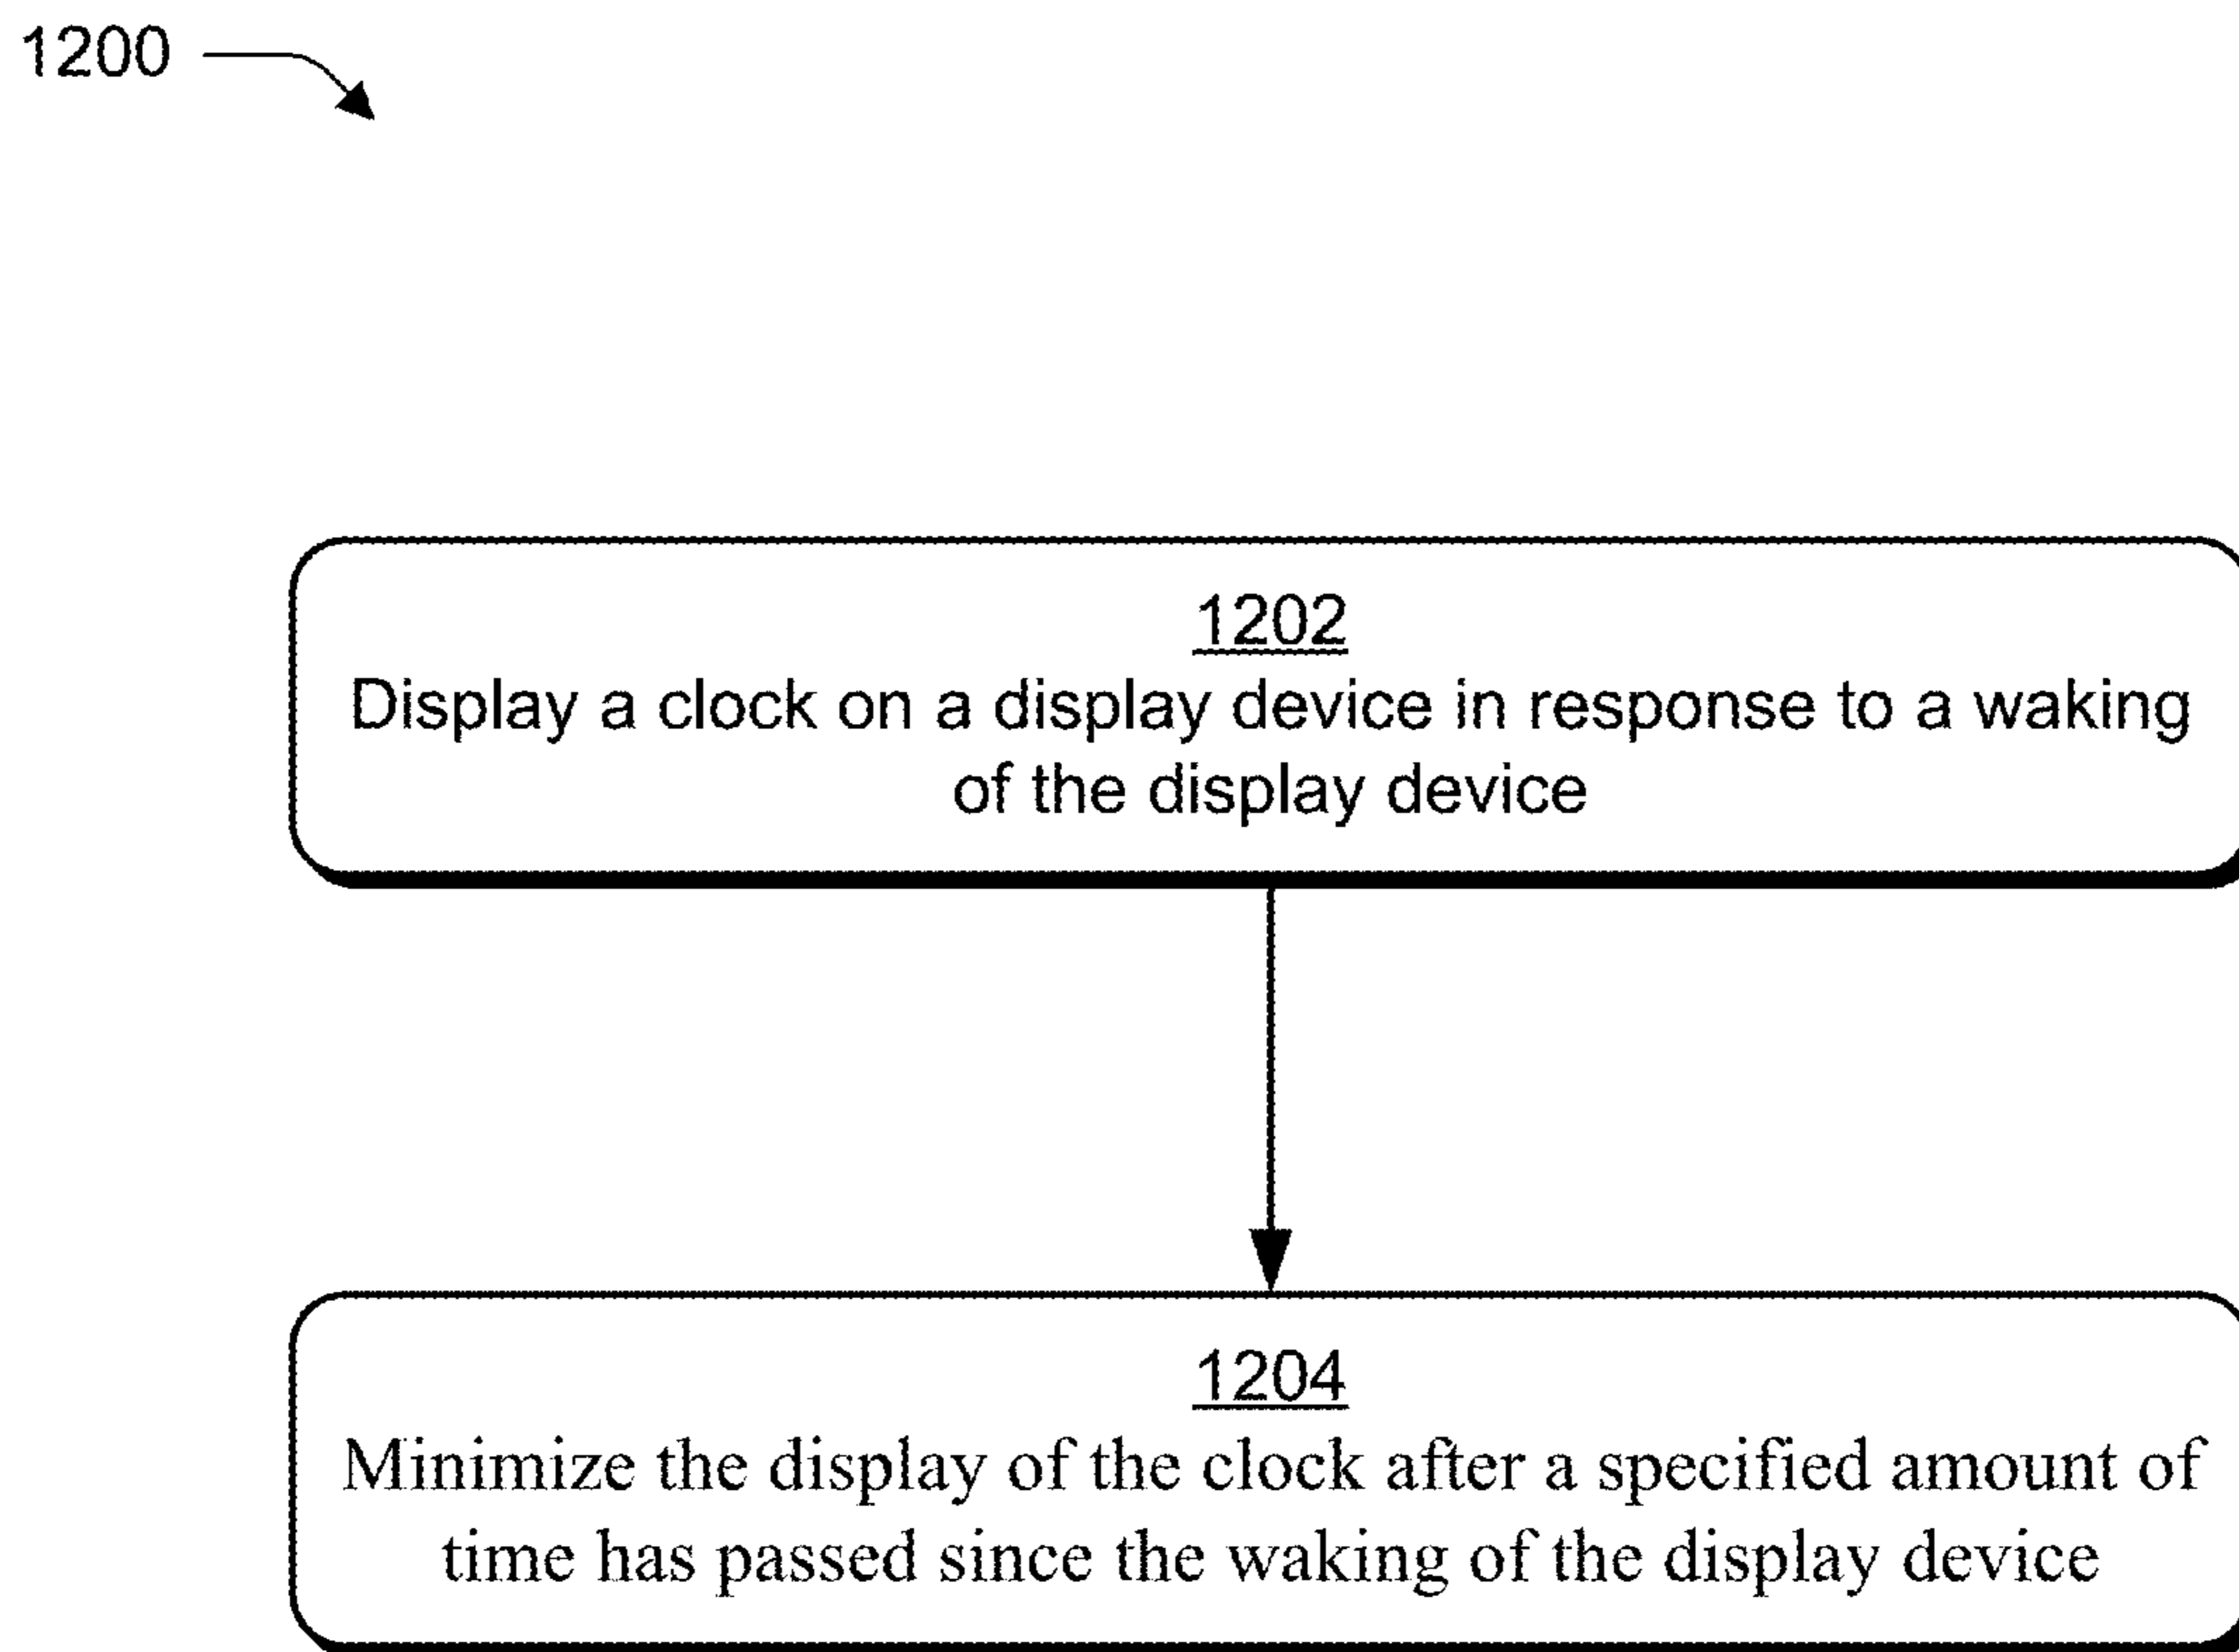 1200
1202
Display a clock on a display device in response to a waking
of the display device
1204
Minimize the display of the clock after a specified amount of
time has passed since the waking of the display device